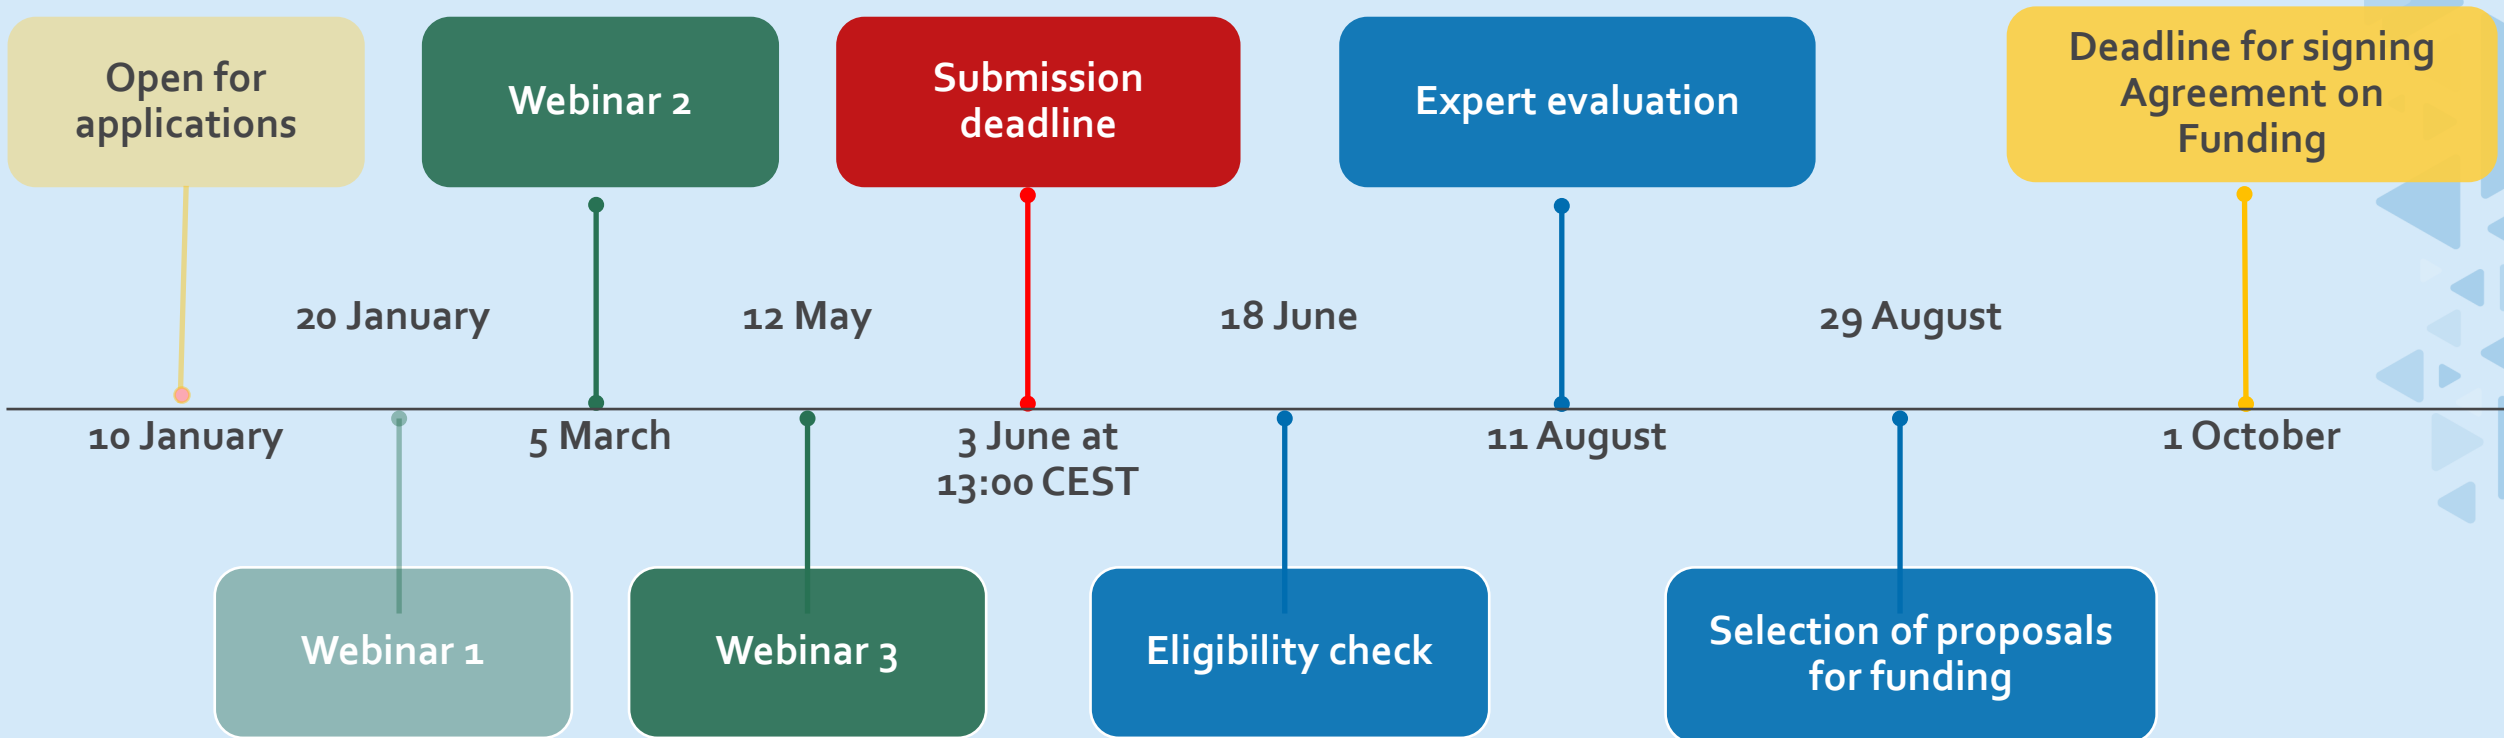 Open for
applications
Webinar 2
Submission
deadline
Expert evaluation
Deadline for signing
Agreement on
Funding
20 January
12 May
18 June
29 August
10 January
5 March
3 June at
13:00 CEST
11 August
1 October
Webinar 1
Webinar 3
Eligibility check
Selection of proposals
for funding